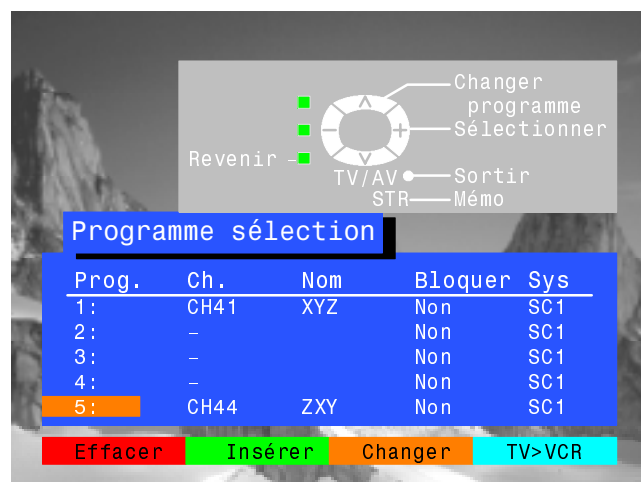 Changer
programme
Sélectionner
Revenir
TV/AV Sortir
STR Mémo
Programme sélection
Prog. Ch. Nom Bloquer Sys
1: CH41 XYZ Non SC1
2: – Non SC1
3: – Non SC1
4: – Non SC1
5: CH44 ZXY Non SC1
Effacer Insérer Changer TV>VCR